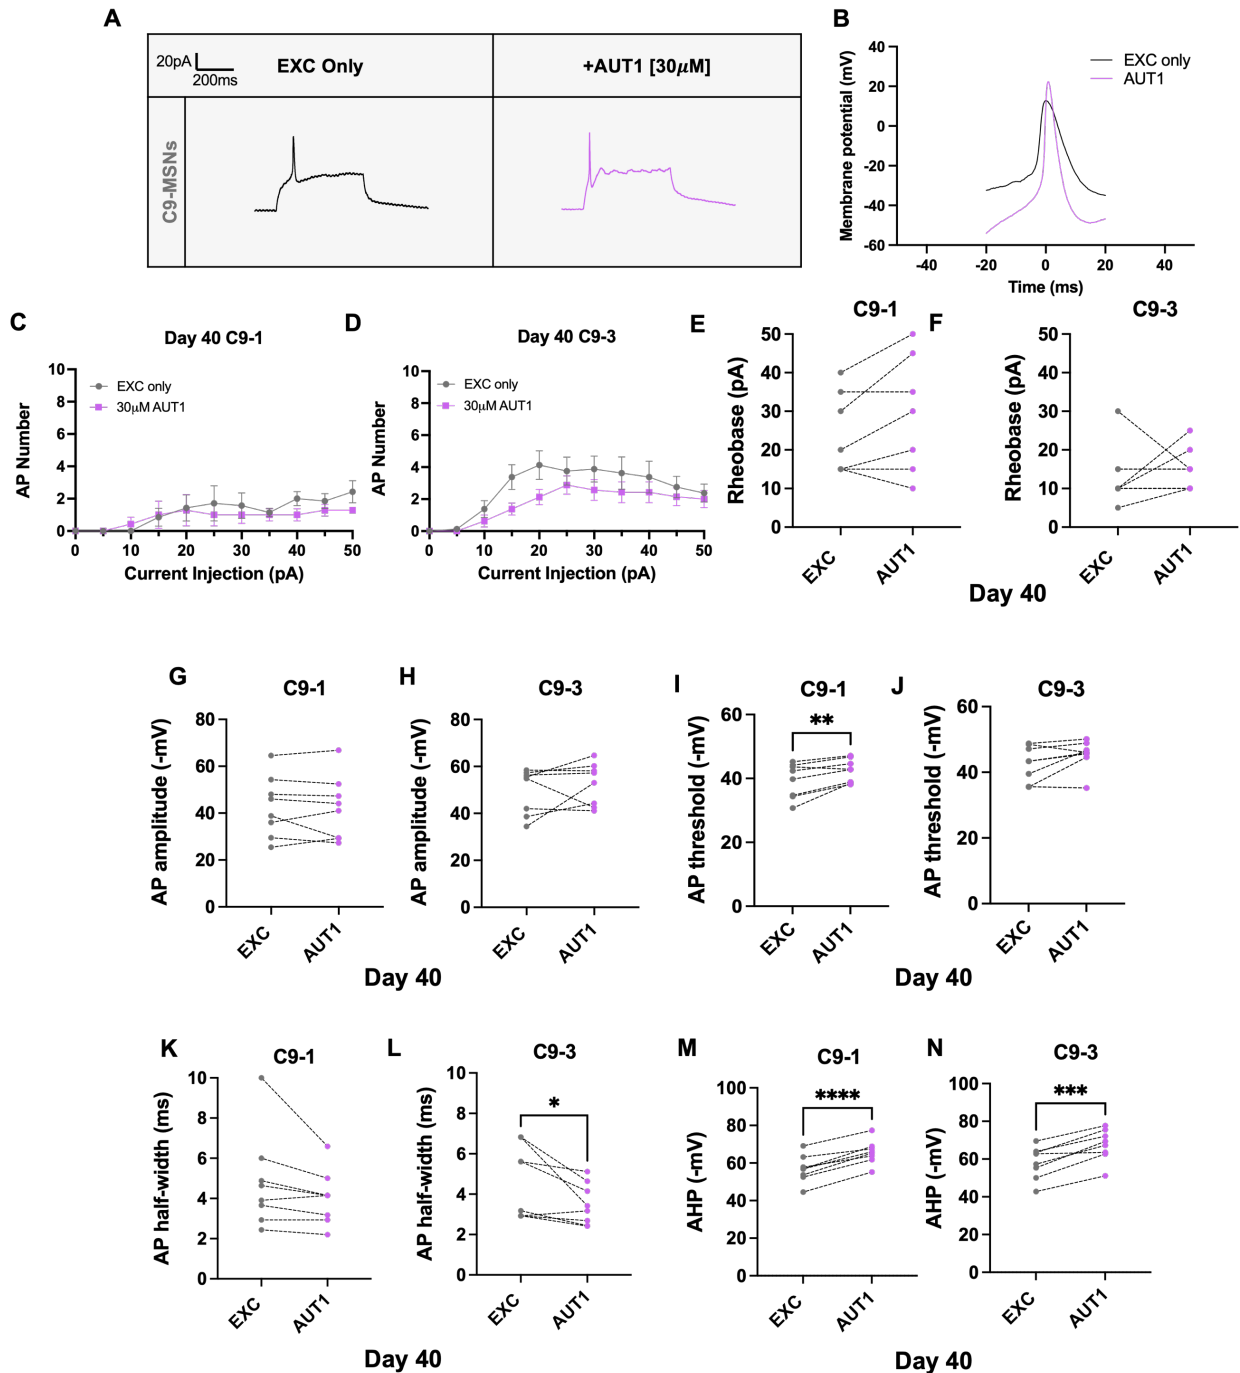 A
B
20pA
200ms
EXC Only
+AUT1 [30µM]
C9-MSNs
Membrane potential (mV)
40
20
0
-20
-40
-60
EXC only
AUT1
-40
-20
0
20
40
Time (ms)
C
Day 40 C9-1
AP Number
10
8
6
4
2
0
EXC only
30µM AUT1
0
10
20
30
40
50
Current Injection (pA)
D
Day 40 C9-3
AP Number
10
8
6
4
2
0
EXC only
30µM AUT1
0
10
20
30
40
50
Current Injection (pA)
E
C9-1
Rheobase (pA)
50
40
30
20
10
0
EXC
AUT1
F
C9-3
Rheobase (pA)
50
40
30
20
10
0
EXC
AUT1
Day 40
G
C9-1
AP amplitude (-mV)
80
60
40
20
0
EXC
AUT1
H
C9-3
AP amplitude (-mV)
80
60
40
20
0
EXC
AUT1
Day 40
I
C9-1
AP threshold (-mV)
60
40
20
0
**
EXC
AUT1
J
C9-3
AP threshold (-mV)
60
40
20
0
EXC
AUT1
Day 40
K
C9-1
AP half-width (ms)
10
8
6
4
2
0
EXC
AUT1
L
C9-3
AP half-width (ms)
10
8
6
4
2
0
*
EXC
AUT1
Day 40
M
C9-1
AHP (-mV)
100
80
60
40
20
0
****
EXC
AUT1
N
C9-3
AHP (-mV)
100
80
60
40
20
0
***
EXC
AUT1
Day 40